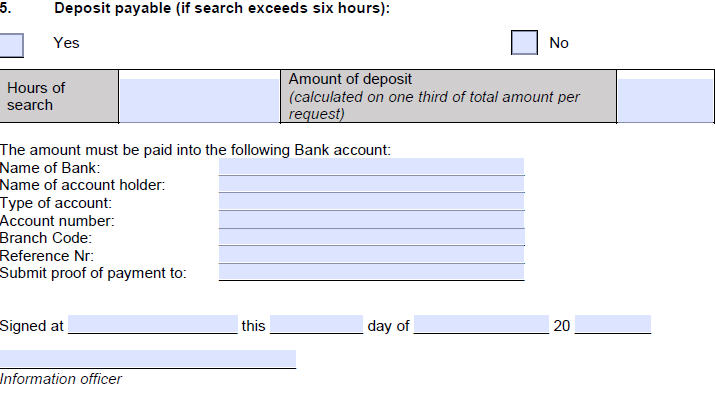 5. Deposit payable (if search exceeds six hours):
Yes No
Hours of search
Amount of deposit
(calculated on one third of total amount per request)
The amount must be paid into the following Bank account:
Name of Bank:
Name of account holder:
Type of account:
Account number:
Branch Code:
Reference Nr:
Submit proof of payment to:
Signed at this day of 20
Information officer